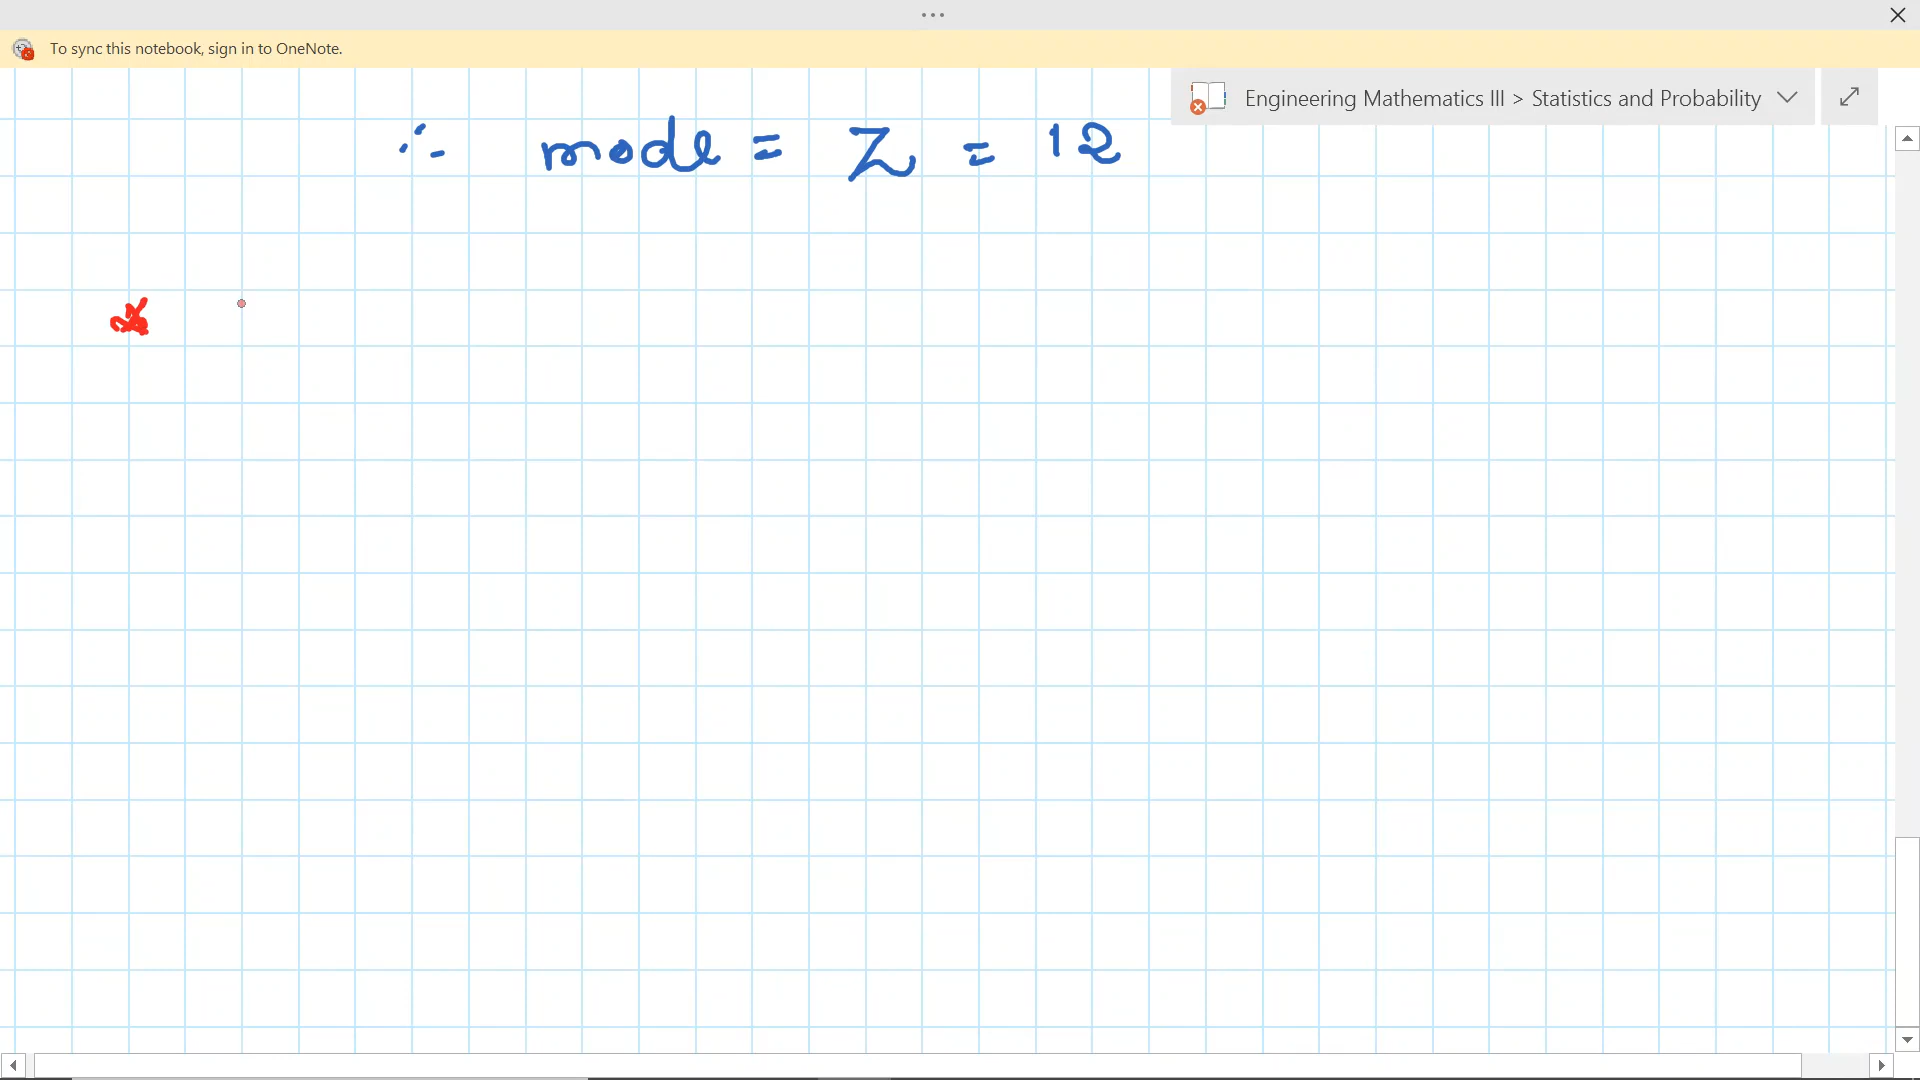 To sync this notebook, sign in to OneNote.
Engineering Mathematics III > Statistics and Probability
∴ mode = Z = 12
*